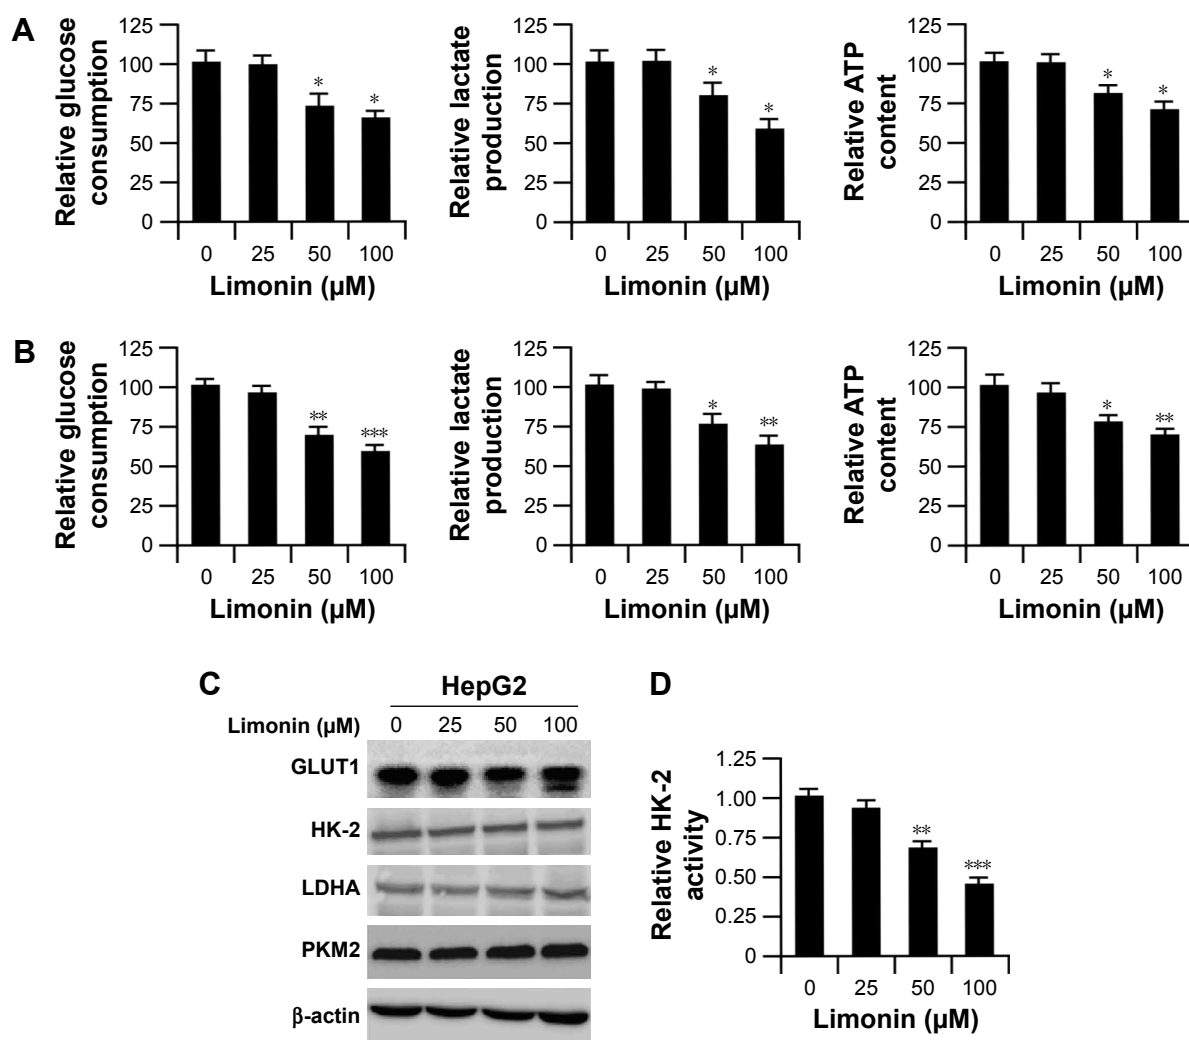 A
Relative glucose
consumption
125
100
75
50
25
0
*
*
0 25 50 100
Limonin (µM)
Relative lactate
production
125
100
75
50
25
0
*
*
0 25 50 100
Limonin (µM)
Relative ATP
content
125
100
75
50
25
0
*
*
0 25 50 100
Limonin (µM)
B
Relative glucose
consumption
125
100
75
50
25
0
**
***
0 25 50 100
Limonin (µM)
Relative lactate
production
125
100
75
50
25
0
*
**
0 25 50 100
Limonin (µM)
Relative ATP
content
125
100
75
50
25
0
*
**
0 25 50 100
Limonin (µM)
C
HepG2
Limonin (µM) 0 25 50 100
GLUT1
HK-2
LDHA
PKM2
β-actin
D
Relative HK-2
activity
1.25
1.00
0.75
0.50
0.25
0
**
***
0 25 50 100
Limonin (µM)